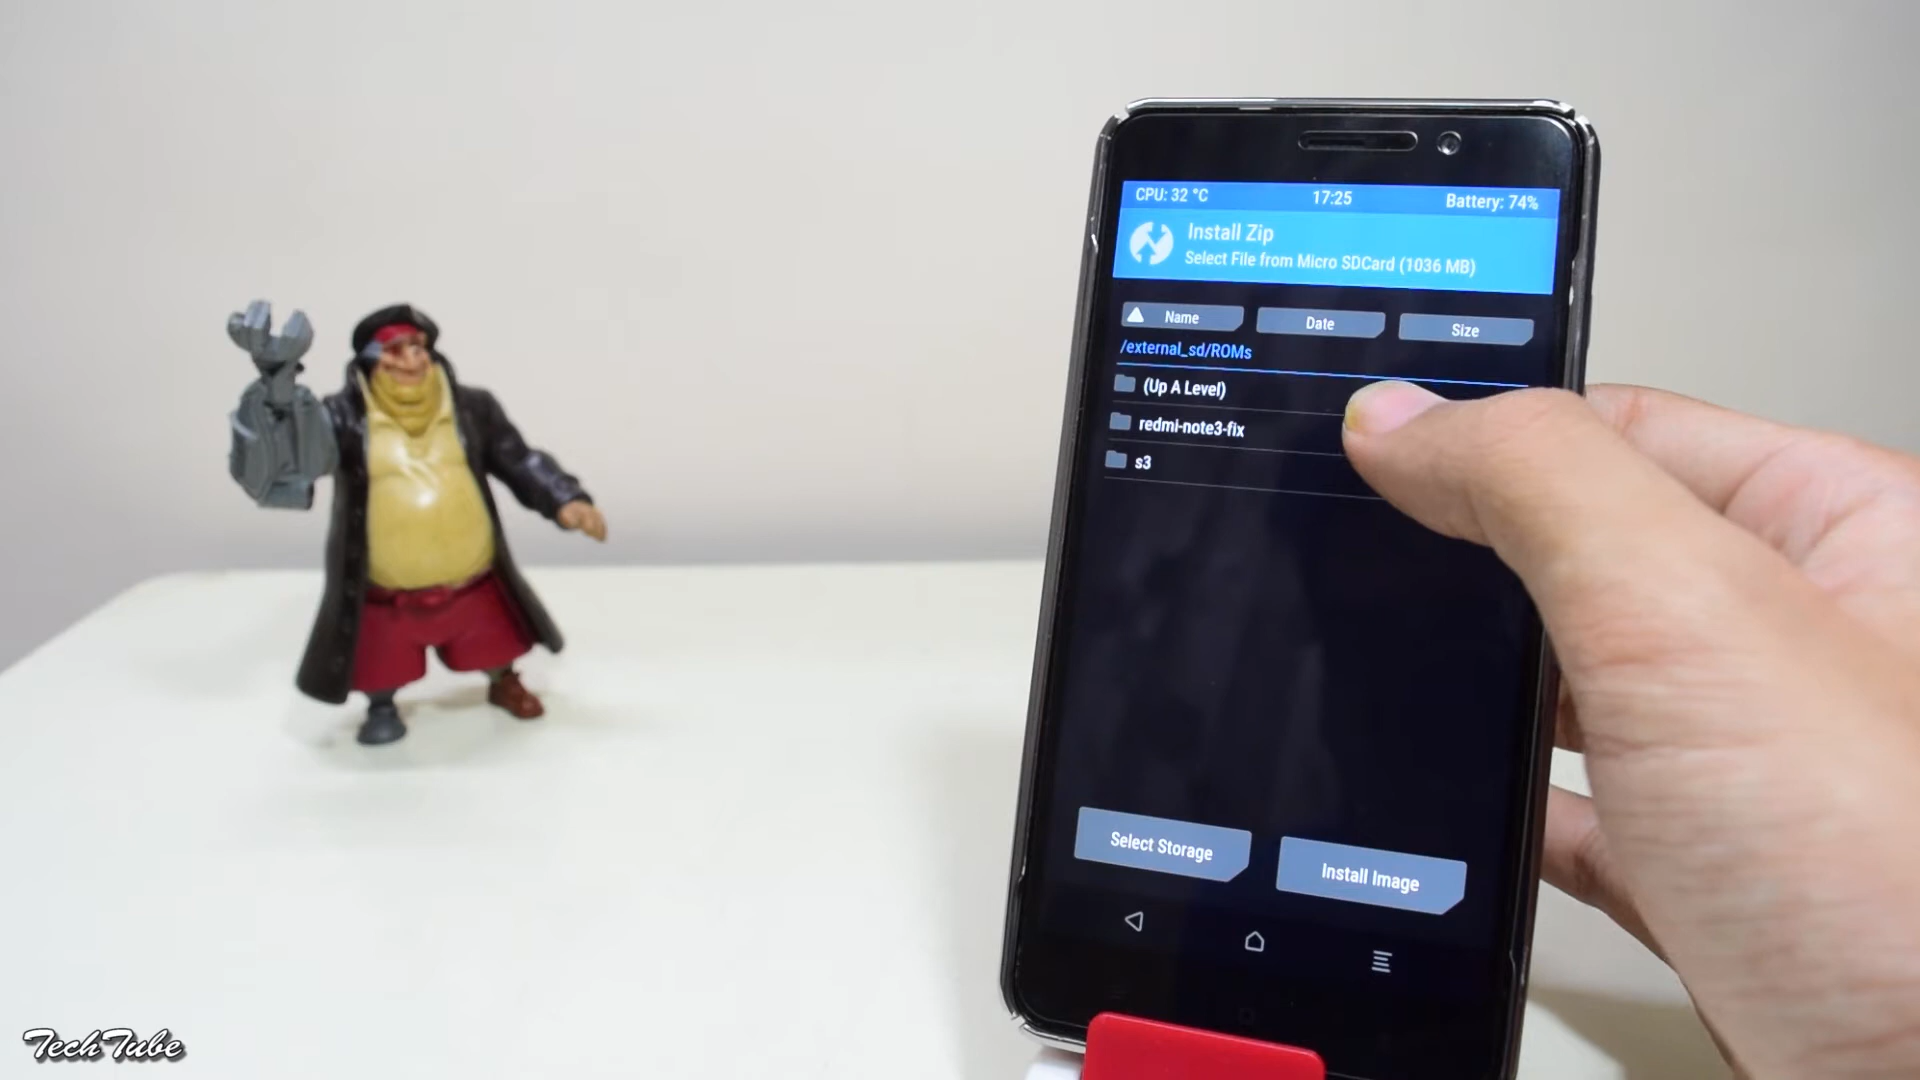 CPU: 32 °C 17:25 Battery: 74%
Install Zip
Select File from Micro SDCard (1036 MB)
Name Date Size
/external_sd/ROMs
(Up A Level)
redmi-note3-fix
s3
Select Storage Install Image
TechTube